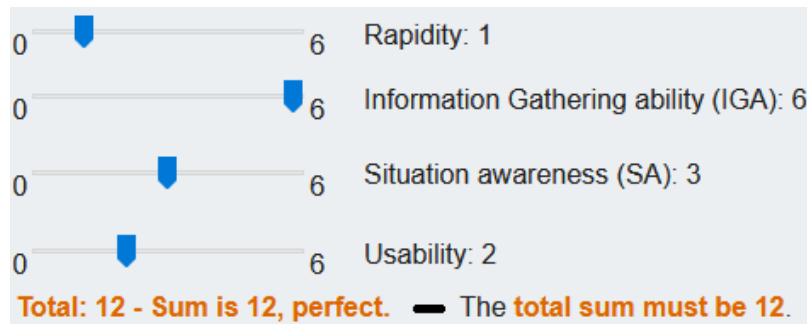 0 6 Rapidity: 1
0 6 Information Gathering ability (IGA): 6
0 6 Situation awareness (SA): 3
0 6 Usability: 2
Total: 12 - Sum is 12, perfect. — The total sum must be 12.